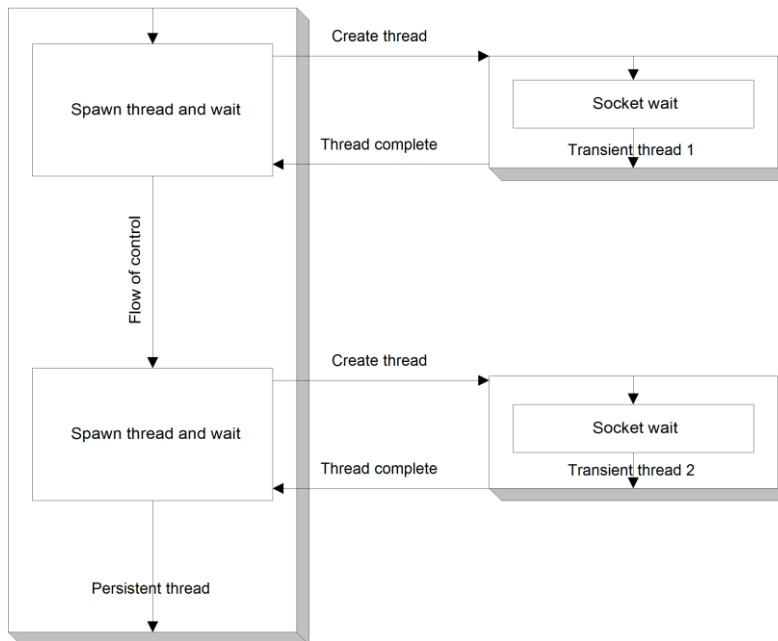 Create thread
Spawn thread and wait
Socket wait
Thread complete
Transient thread 1
Flow of control
Create thread
Spawn thread and wait
Socket wait
Thread complete
Transient thread 2
Persistent thread